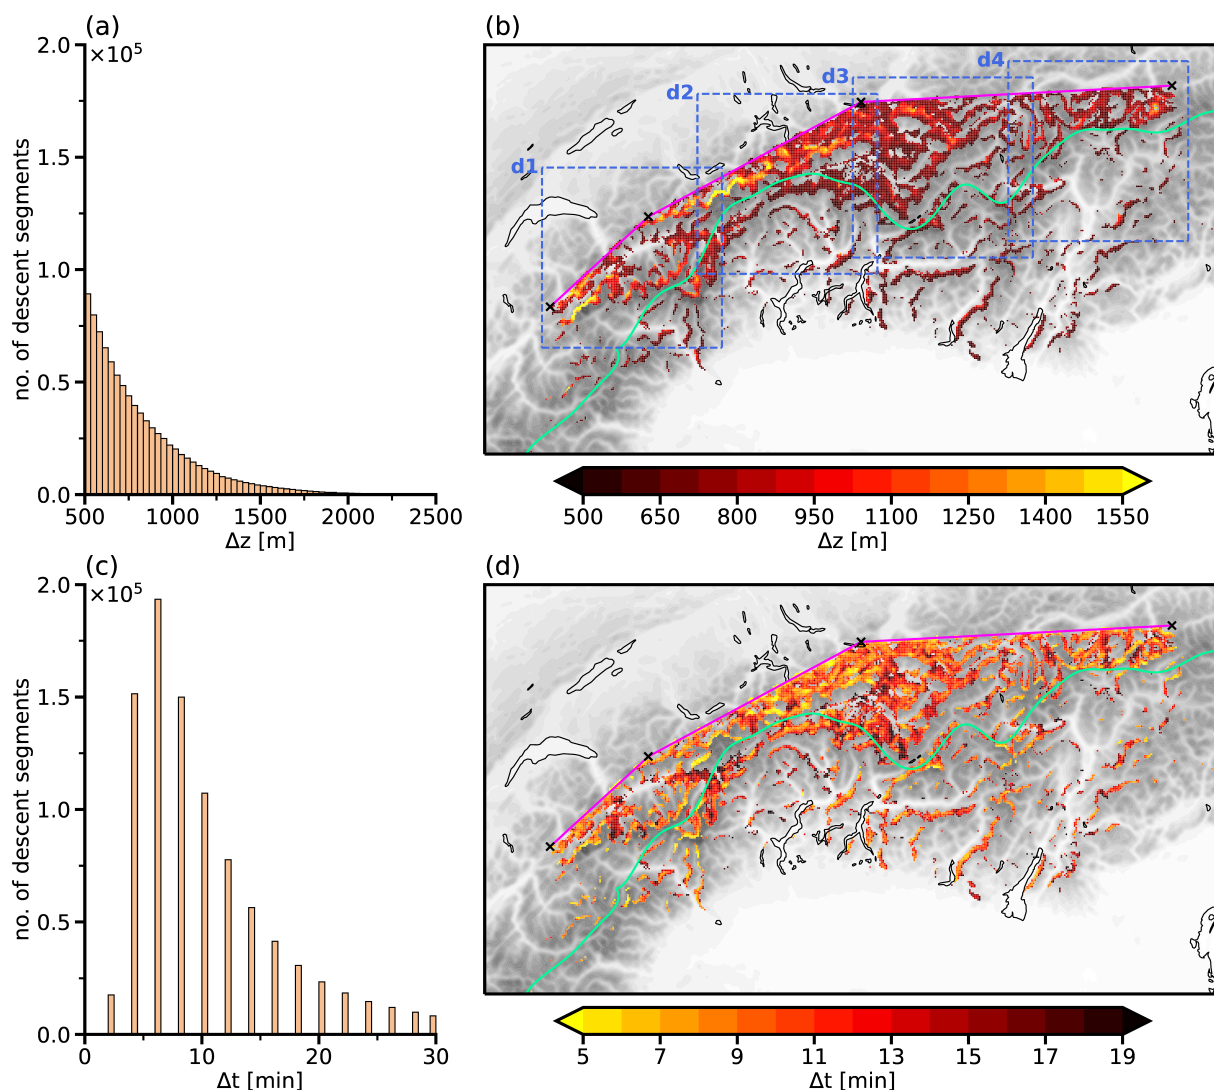 (a)
×10⁵
2.0
1.5
1.0
0.5
0.0
no. of descent segments
500 1000 1500 2000 2500
Δz [m]
(b)
d1
d2
d3
d4
500 650 800 950 1100 1250 1400 1550
Δz [m]
(c)
×10⁵
2.0
1.5
1.0
0.5
0.0
no. of descent segments
0 10 20 30
Δt [min]
(d)
5 7 9 11 13 15 17 19
Δt [min]